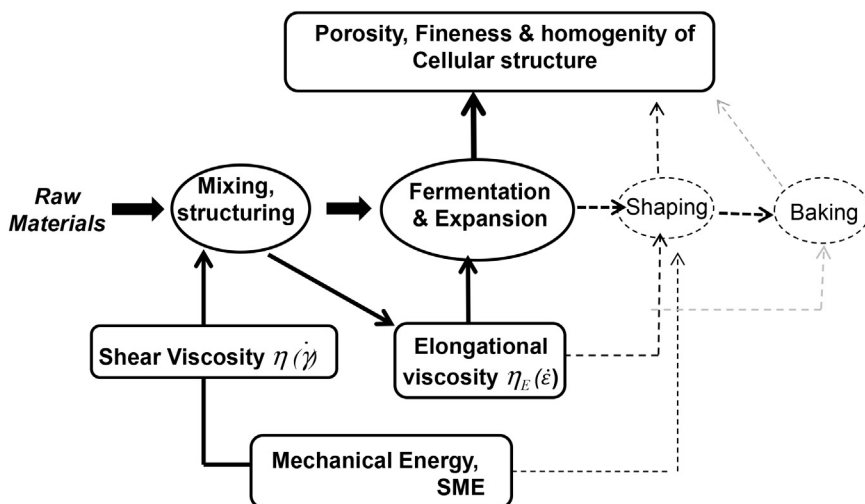 Porosity, Fineness & homogenity of
Cellular structure
Raw
Materials
Mixing,
structuring
Fermentation
& Expansion
Shaping
Baking
Shear Viscosity η (γ̇)
Elongational
viscosity η_E (ε̇)
Mechanical Energy,
SME